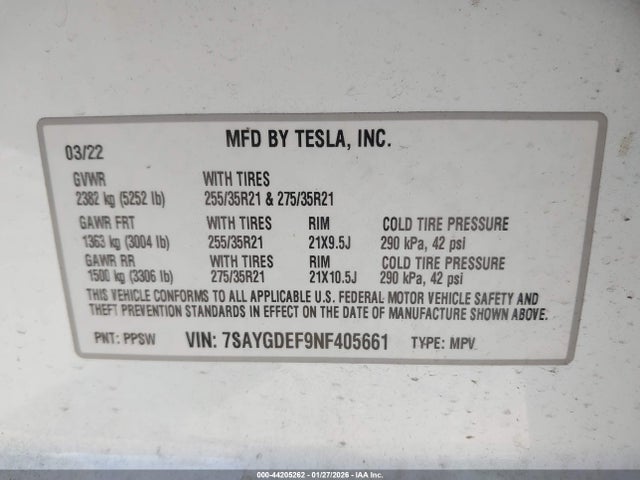 MFD BY TESLA, INC.
03/22
GVWR WITH TIRES
2382 kg (5252 lb) 255/35R21 & 275/35R21
GAWR FRT WITH TIRES RIM COLD TIRE PRESSURE
1363 kg (3004 lb) 255/35R21 21X9.5J 290 kPa, 42 psi
GAWR RR WITH TIRES RIM COLD TIRE PRESSURE
1500 kg (3306 lb) 275/35R21 21X10.5J 290 kPa, 42 psi
THIS VEHICLE CONFORMS TO ALL APPLICABLE U.S. FEDERAL MOTOR VEHICLE SAFETY AND
THEFT PREVENTION STANDARDS IN EFFECT ON THE DATE OF MANUFACTURE SHOWN ABOVE.
PNT: PPSW VIN: 7SAYGDEF9NF405661 TYPE: MPV
000-44205262 - 01/27/2026 - IAA Holdings, LLC.